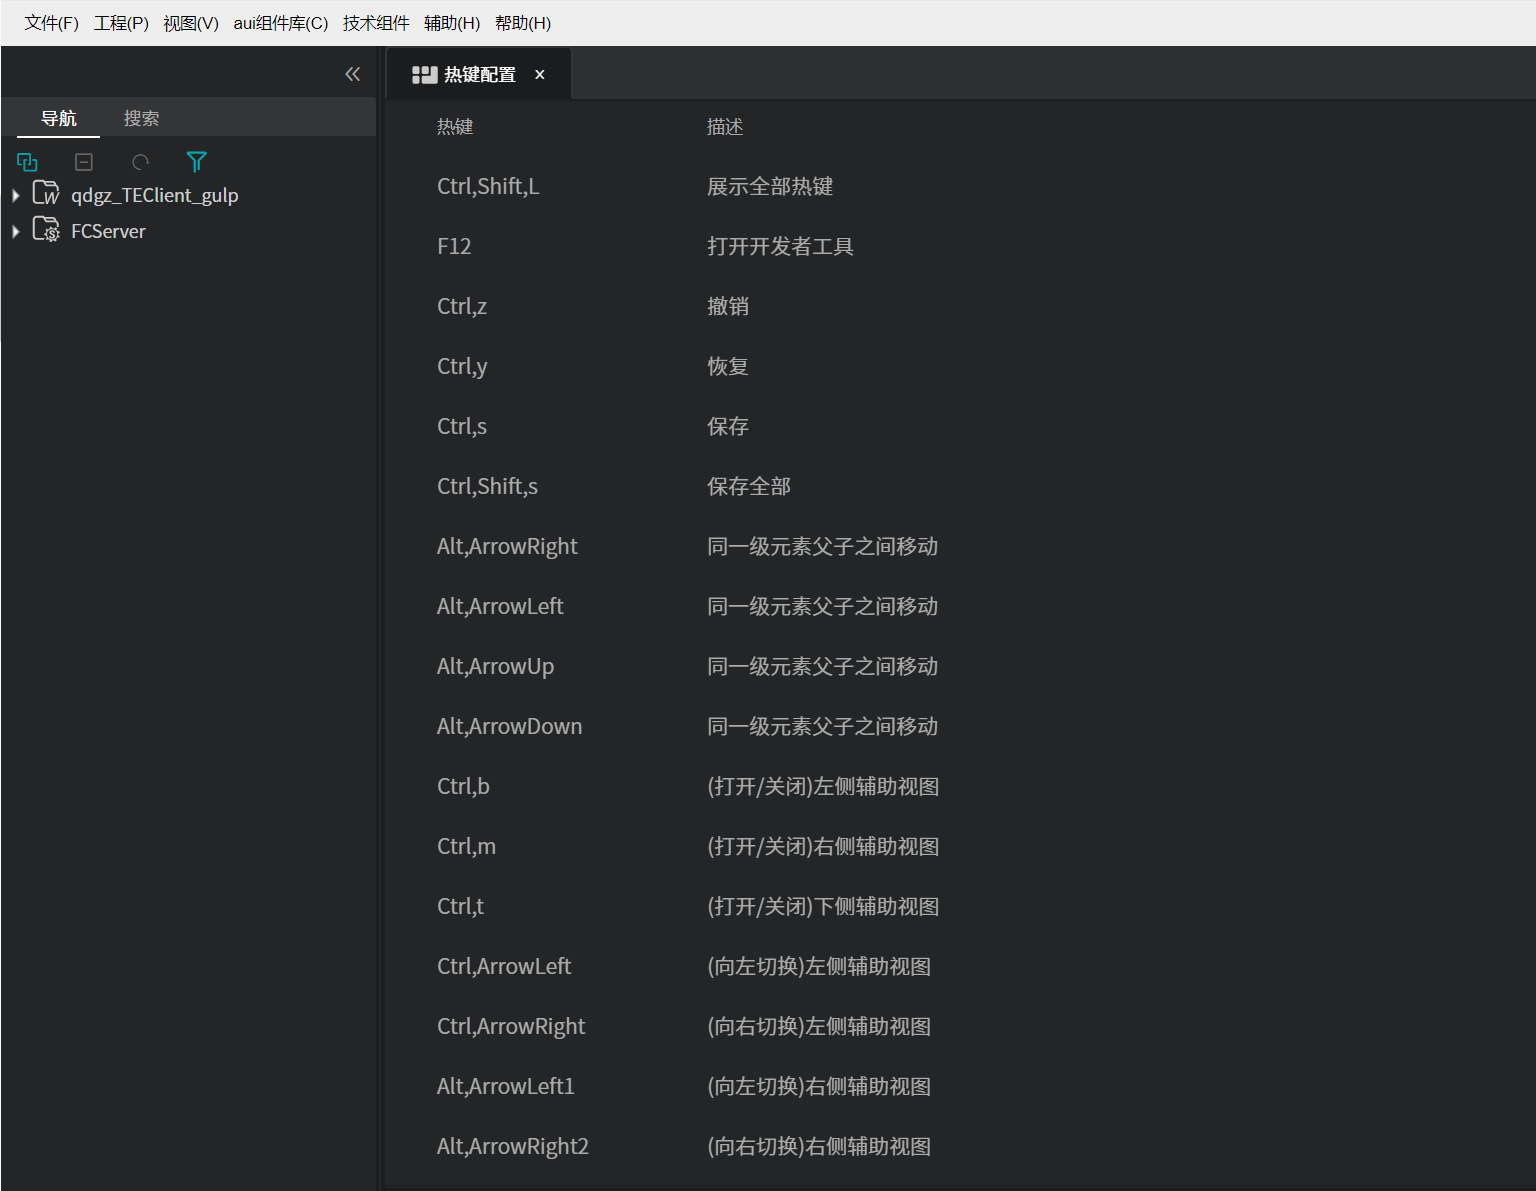 文件(F) 工程(P) 视图(V) aui组件库(C) 技术组件 辅助(H) 帮助(H)
导航 搜索
qdgz_TEClient_gulp
FCServer
热键配置 ×
热键 描述
Ctrl,Shift,L 展示全部热键
F12 打开开发者工具
Ctrl,z 撤销
Ctrl,y 恢复
Ctrl,s 保存
Ctrl,Shift,s 保存全部
Alt,ArrowRight 同一级元素父子之间移动
Alt,ArrowLeft 同一级元素父子之间移动
Alt,ArrowUp 同一级元素父子之间移动
Alt,ArrowDown 同一级元素父子之间移动
Ctrl,b (打开/关闭)左侧辅助视图
Ctrl,m (打开/关闭)右侧辅助视图
Ctrl,t (打开/关闭)下侧辅助视图
Ctrl,ArrowLeft (向左切换)左侧辅助视图
Ctrl,ArrowRight (向右切换)左侧辅助视图
Alt,ArrowLeft1 (向左切换)右侧辅助视图
Alt,ArrowRight2 (向右切换)右侧辅助视图